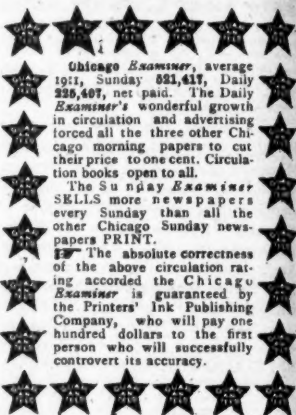 Chicago Examiner, average
1911, Sunday 521,417, Daily
225,407, net paid. The Daily
Examiner's wonderful growth
in circulation and advertising
forced all the three other Chi-
cago morning papers to cut
their price to one cent. Circula-
tion books open to all.
The Sunday Examiner
SELLS more newspapers
every Sunday than all the
other Chicago Sunday news-
papers PRINT.
☛ The absolute correctness
of the above circulation rat-
ing accorded the Chicago
Examiner is guaranteed by
the Printers' Ink Publishing
Company, who will pay one
hundred dollars to the first
person who will successfully
controvert its accuracy.